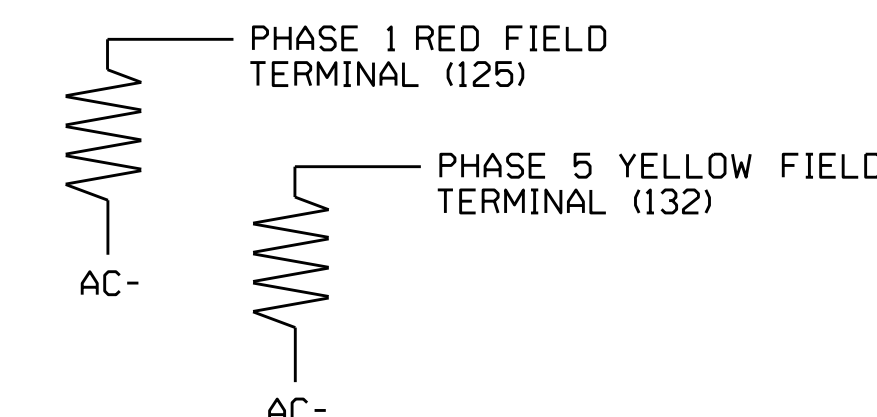 PHASE 1 RED FIELD
TERMINAL (125)
PHASE 5 YELLOW FIELD
TERMINAL (132)
AC-
AC-